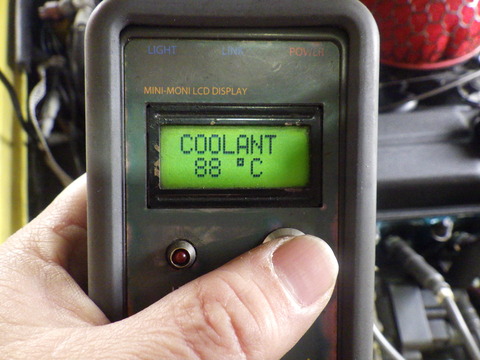 LIGHT LINK POWER
MINI-MONI LCD DISPLAY
COOLANT
88 °C